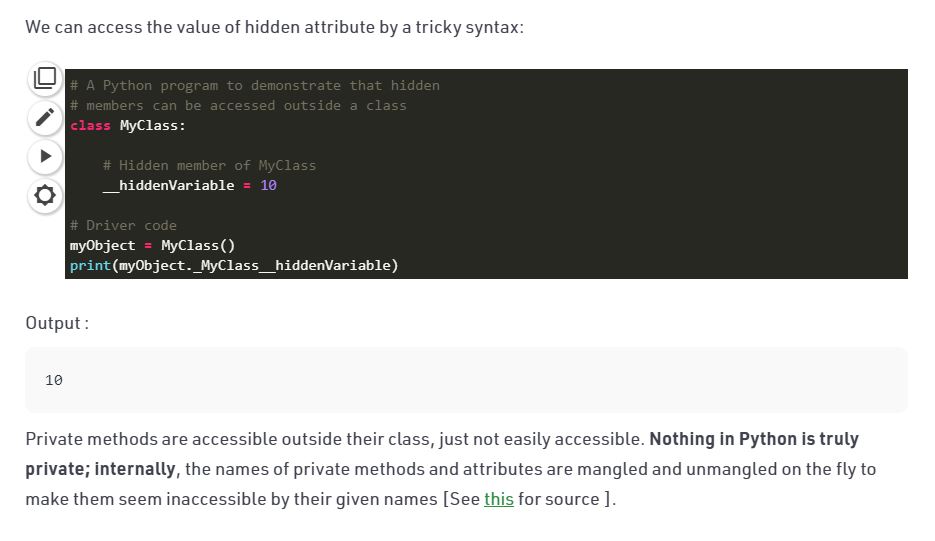 We can access the value of hidden attribute by a tricky syntax:
# A Python program to demonstrate that hidden
# members can be accessed outside a class
class MyClass:
    # Hidden member of MyClass
    __hiddenVariable = 10
# Driver code
myObject = MyClass()
print(myObject._MyClass__hiddenVariable)
Output :
10
Private methods are accessible outside their class, just not easily accessible. Nothing in Python is truly
private; internally, the names of private methods and attributes are mangled and unmangled on the fly to
make them seem inaccessible by their given names [See this for source ].